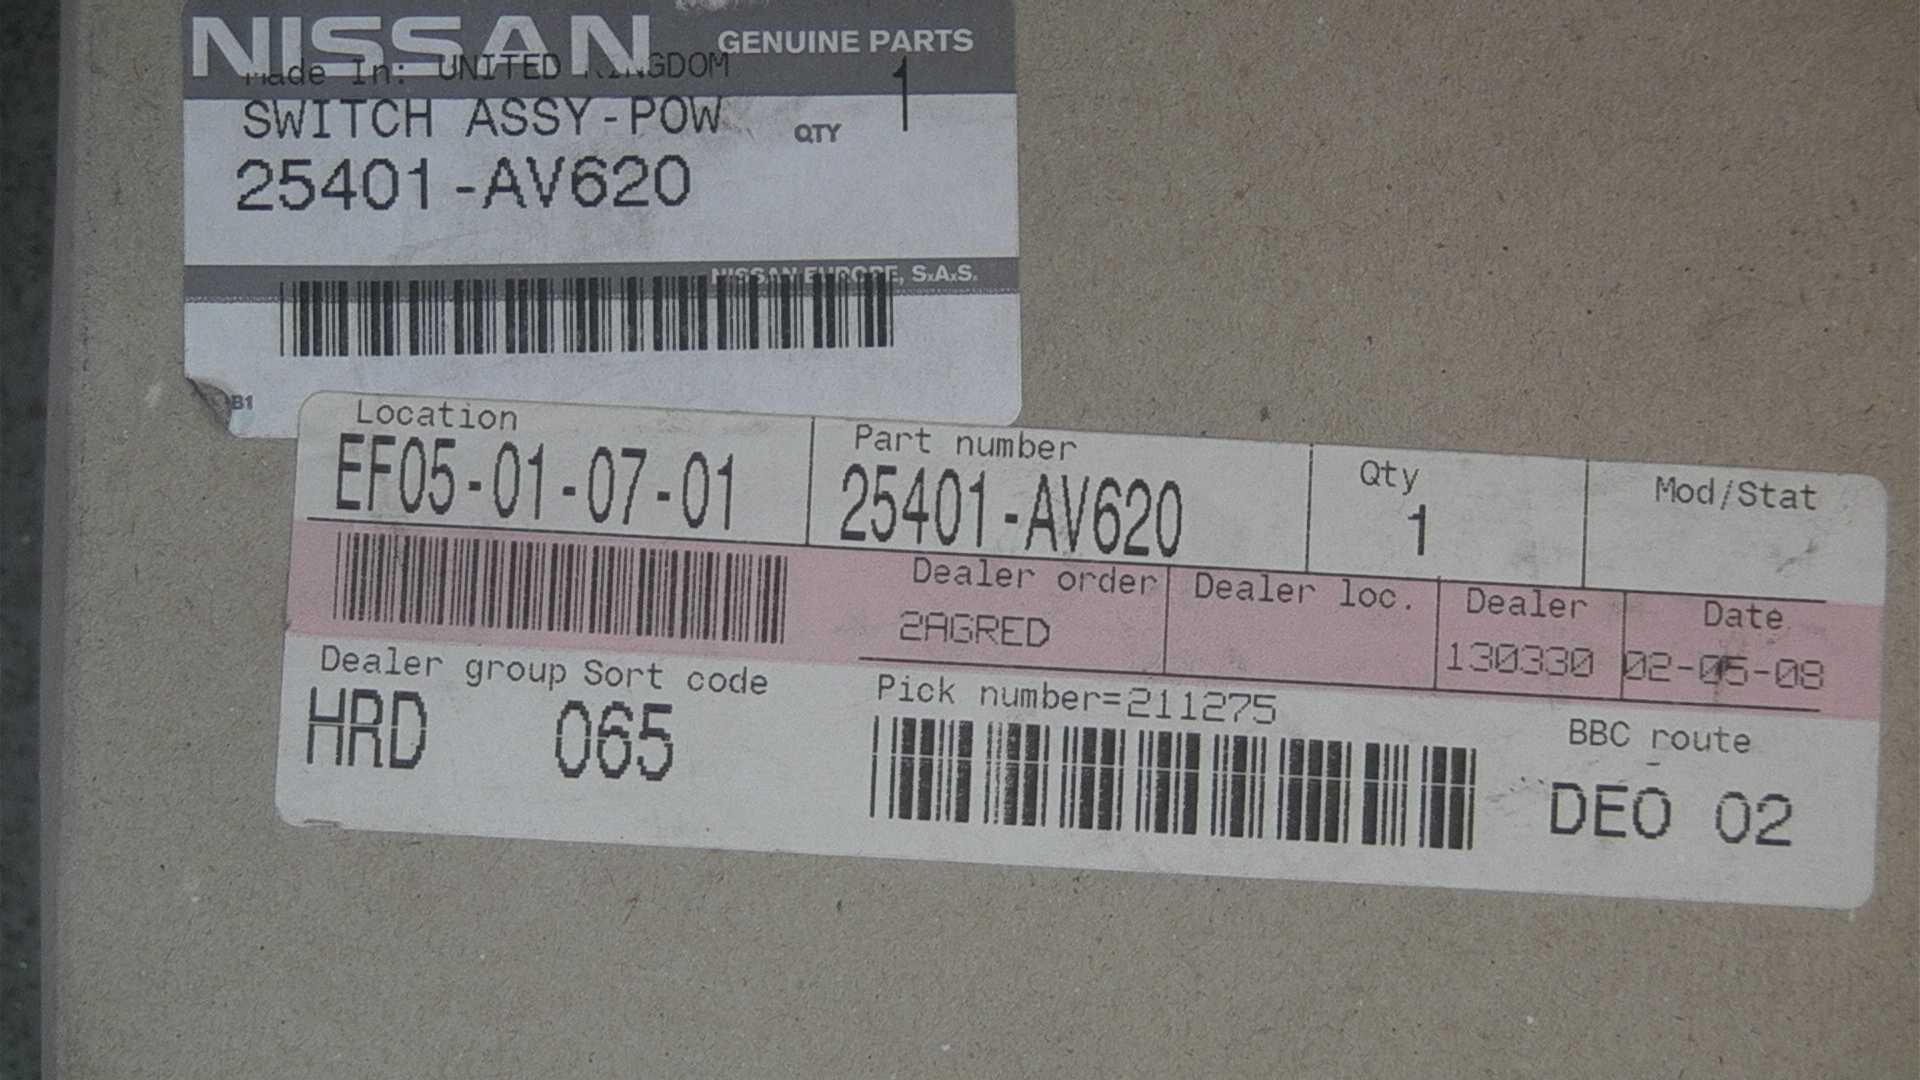 NISSAN GENUINE PARTS
Made In: UNITED KINGDOM
SWITCH ASSY-POW QTY 1
25401-AV620
NISSAN EUROPE, S.A.S.
B1
Location Part number Qty Mod/Stat
EF05-01-07-01 25401-AV620 1
Dealer order Dealer loc. Dealer Date
2AGRED 130330 02-05-08
Dealer group Sort code Pick number=211275 BBC route
HRD 065 DEO 02